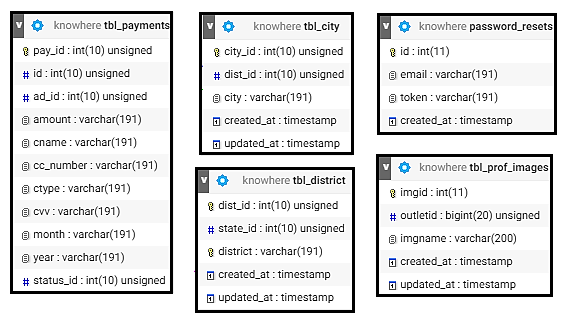 v knowhere tbl_payments
pay_id : int(10) unsigned
# id : int(10) unsigned
# ad_id : int(10) unsigned
amount : varchar(191)
cname : varchar(191)
cc_number : varchar(191)
ctype : varchar(191)
cvv : varchar(191)
month : varchar(191)
year : varchar(191)
# status_id : int(10) unsigned
v knowhere tbl_city
city_id : int(10) unsigned
# dist_id : int(10) unsigned
city : varchar(191)
created_at : timestamp
updated_at : timestamp
v knowhere tbl_district
dist_id : int(10) unsigned
# state_id : int(10) unsigned
district : varchar(191)
created_at : timestamp
updated_at : timestamp
v knowhere password_resets
id : int(11)
email : varchar(191)
token : varchar(191)
created_at : timestamp
v knowhere tbl_prof_images
imgid : int(11)
# outletid : bigint(20) unsigned
imgname : varchar(200)
created_at : timestamp
updated_at : timestamp